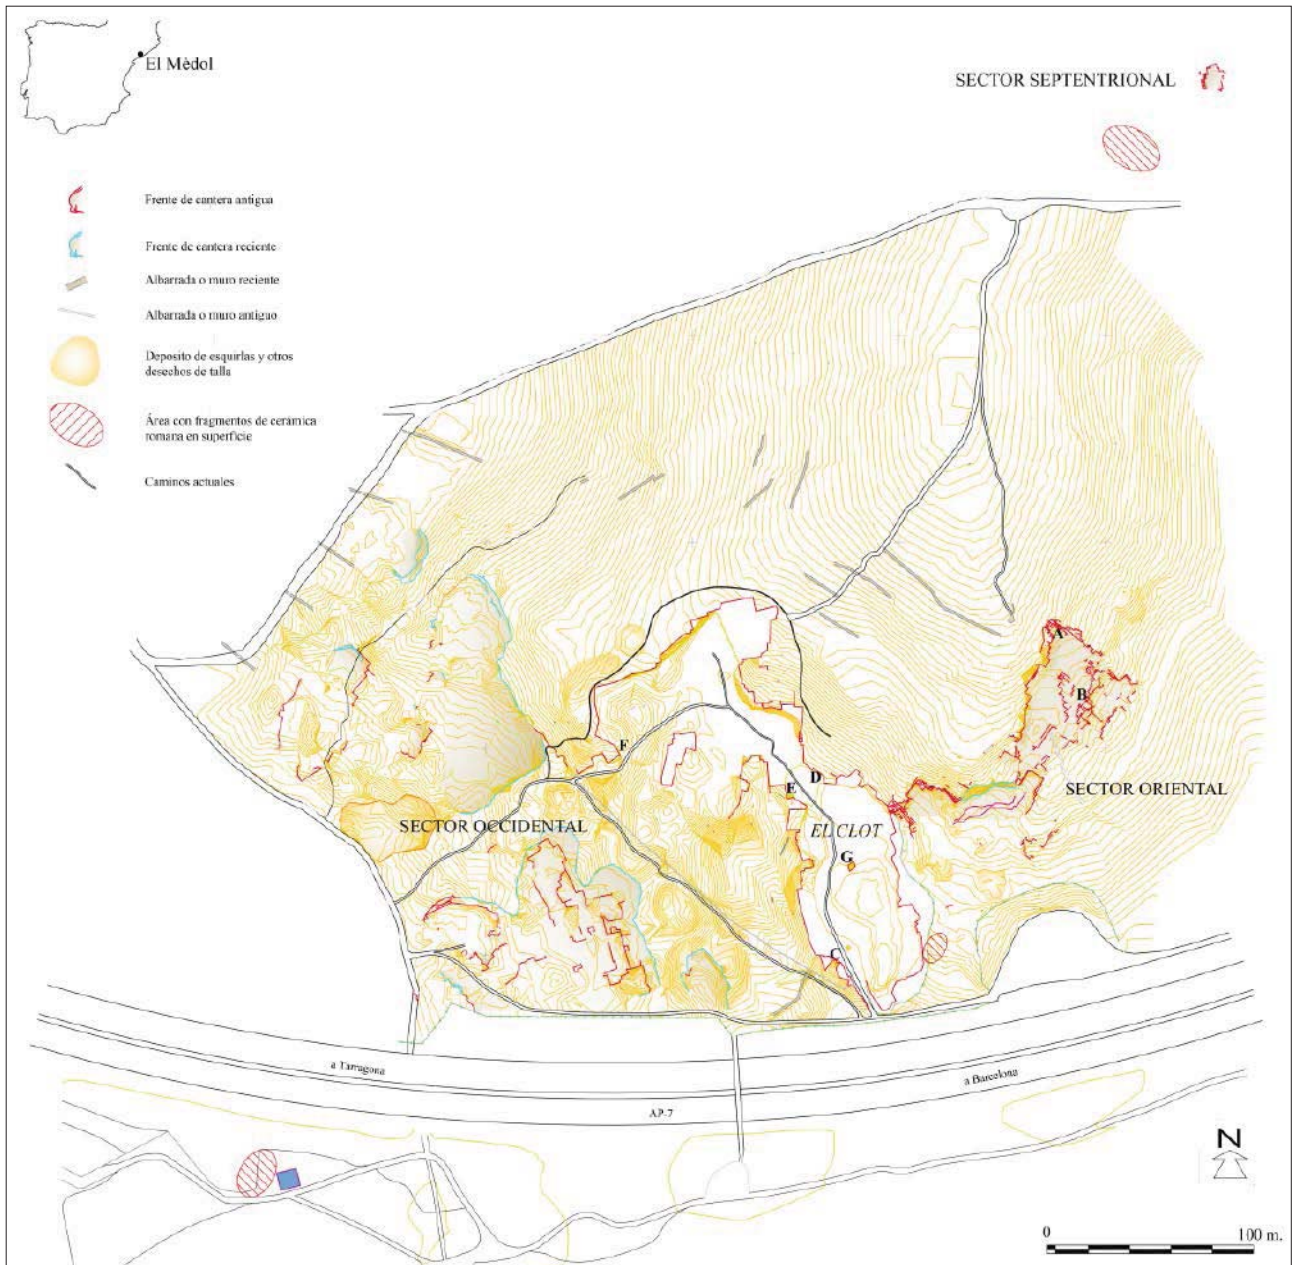 El Mèdol
SECTOR SEPTENTRIONAL
Frente de cantera antigua
Frente de cantera reciente
Albarrada o muro reciente
Albarrada o muro antiguo
Deposito de esquirlas y otros
desechos de talla
Área con fragmentos de cerámica
romana en superficie
Caminos actuales
A
B
F
D
E
SECTOR ORIENTAL
SECTOR OCCIDENTAL
EL CLOT
G
C
a Tarragona
a Barcelona
AP-7
N
0 100 m.